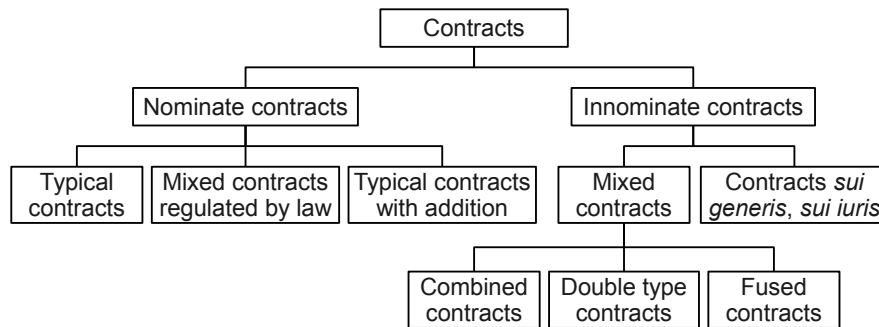 Contracts
Nominate contracts
Innominate contracts
Typical
contracts
Mixed contracts
regulated by law
Typical contracts
with addition
Mixed
contracts
Contracts sui
generis, sui iuris
Combined
contracts
Double type
contracts
Fused
contracts